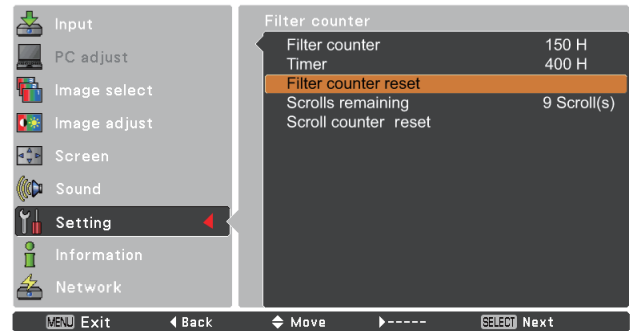 Input
PC adjust
Image select
Image adjust
Screen
Sound
Setting
Information
Network
Filter counter
Filter counter 150 H
Timer 400 H
Filter counter reset
Scrolls remaining 9 Scroll(s)
Scroll counter reset
MENU Exit Back Move ----- SELECT Next